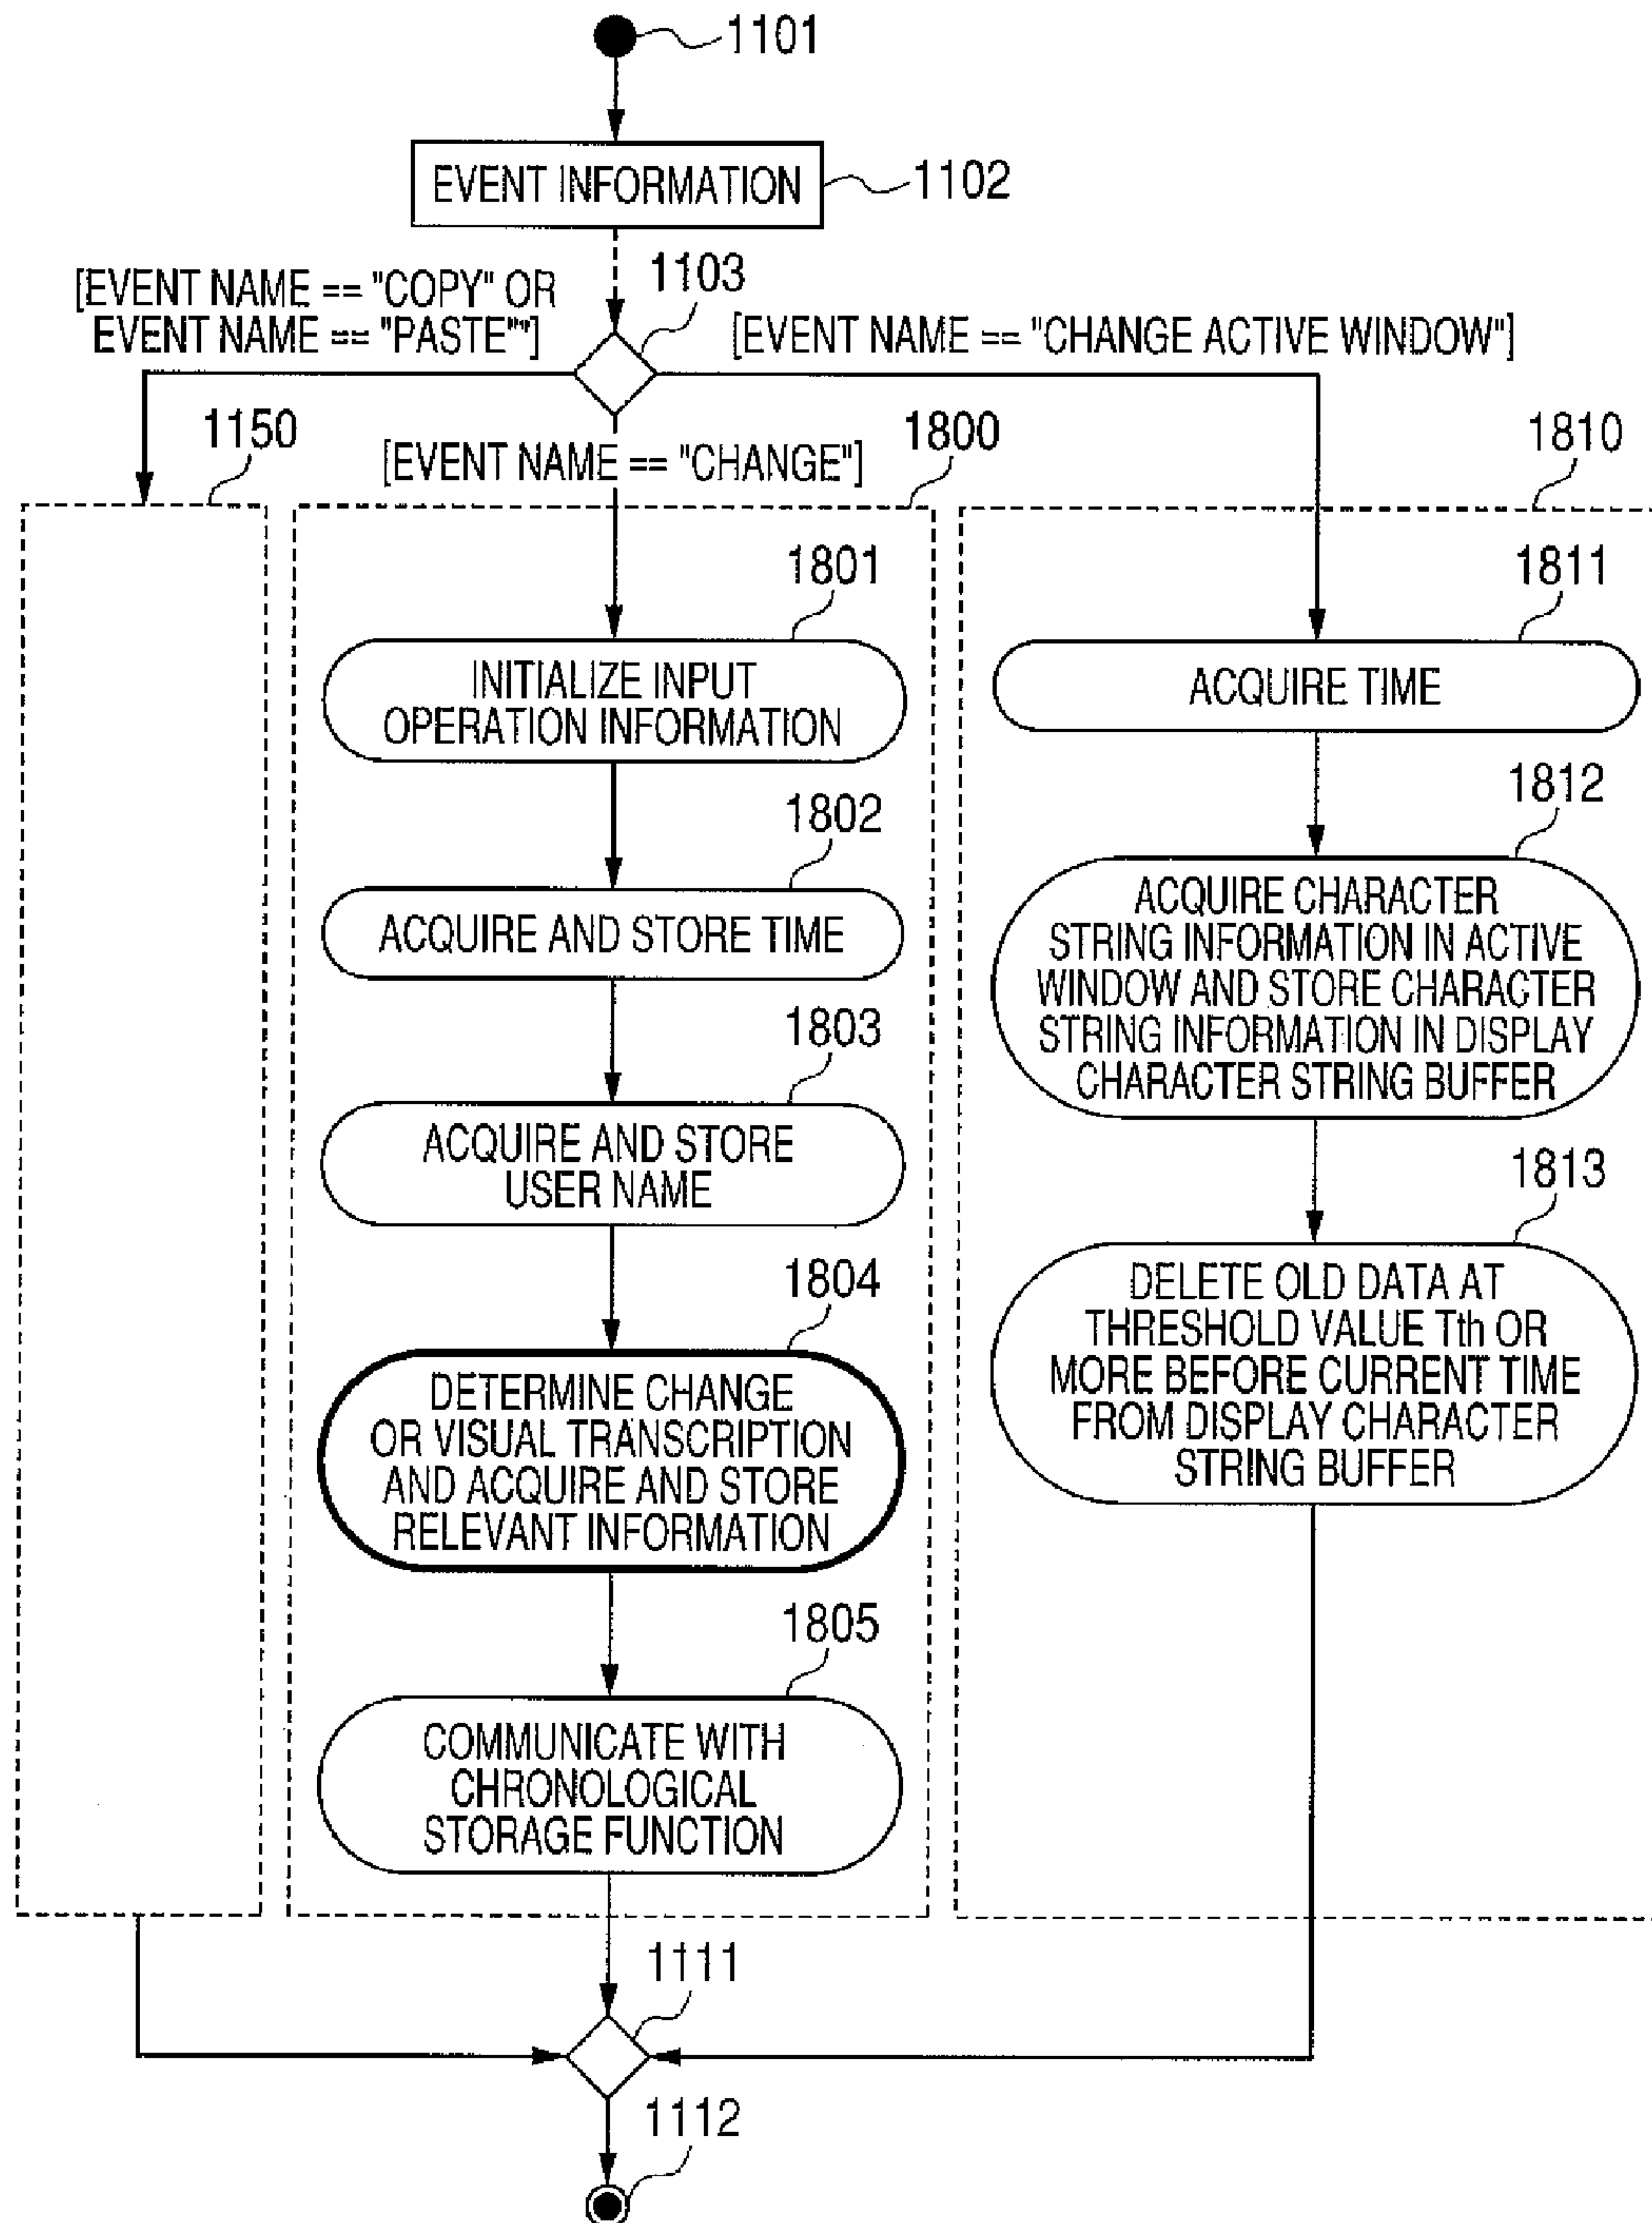 1101
EVENT INFORMATION
1102
1103
[EVENT NAME == "COPY" OR
EVENT NAME == "PASTE""]
[EVENT NAME == "CHANGE ACTIVE WINDOW"]
1150
[EVENT NAME == "CHANGE"]
1800
1810
1801
INITIALIZE INPUT
OPERATION INFORMATION
1802
ACQUIRE AND STORE TIME
1803
ACQUIRE AND STORE
USER NAME
1804
DETERMINE CHANGE
OR VISUAL TRANSCRIPTION
AND ACQUIRE AND STORE
RELEVANT INFORMATION
1805
COMMUNICATE WITH
CHRONOLOGICAL
STORAGE FUNCTION
1811
ACQUIRE TIME
1812
ACQUIRE CHARACTER
STRING INFORMATION IN ACTIVE
WINDOW AND STORE CHARACTER
STRING INFORMATION IN DISPLAY
CHARACTER STRING BUFFER
1813
DELETE OLD DATA AT
THRESHOLD VALUE Tth OR
MORE BEFORE CURRENT TIME
FROM DISPLAY CHARACTER
STRING BUFFER
1111
1112